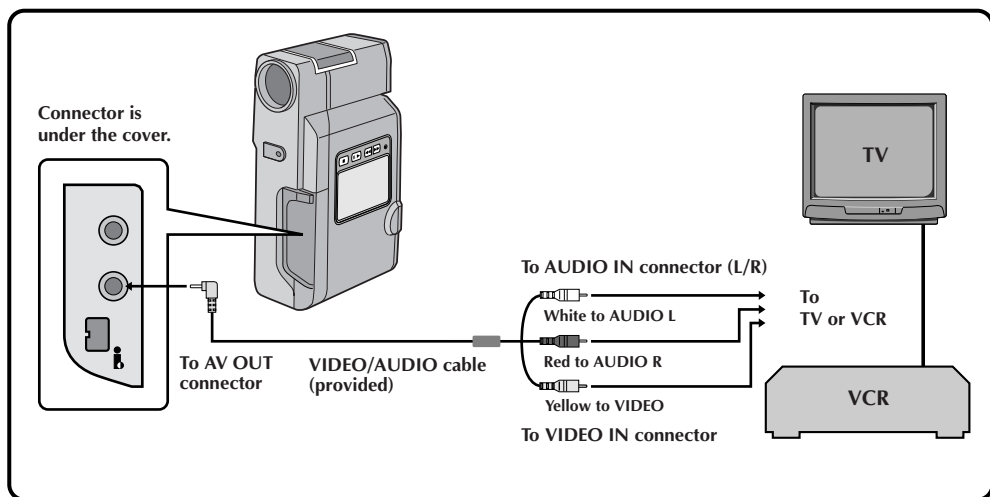 Connector is
under the cover.
TV
To AUDIO IN connector (L/R)
White to AUDIO L
To
TV or VCR
To AV OUT
connector
VIDEO/AUDIO cable
(provided)
Red to AUDIO R
Yellow to VIDEO
To VIDEO IN connector
VCR